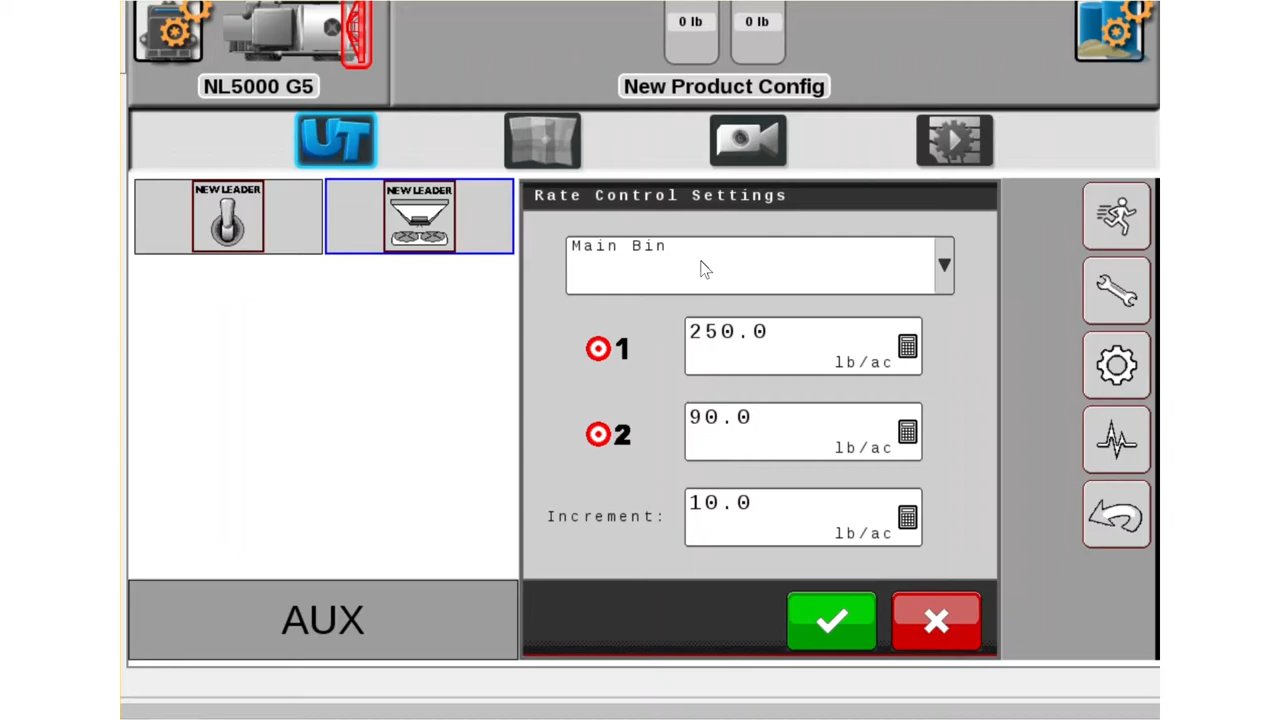 0 lb
0 lb
NL5000 G5
New Product Config
UT
NEW LEADER
NEW LEADER
Rate Control Settings
Main Bin
1
250.0
lb/ac
2
90.0
lb/ac
Increment:
10.0
lb/ac
AUX